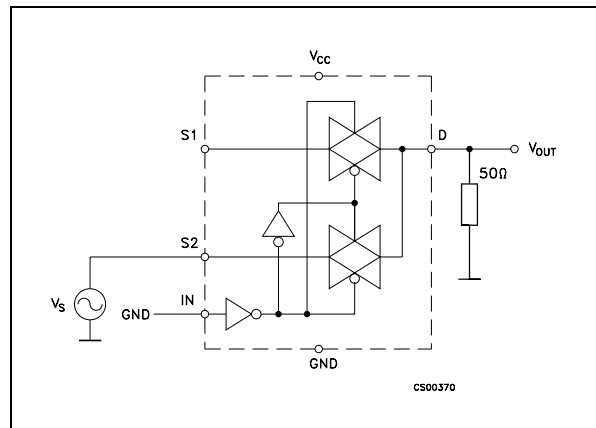 VCC
S1
D
VOUT
50Ω
S2
VS
IN
GND
GND
CS00370